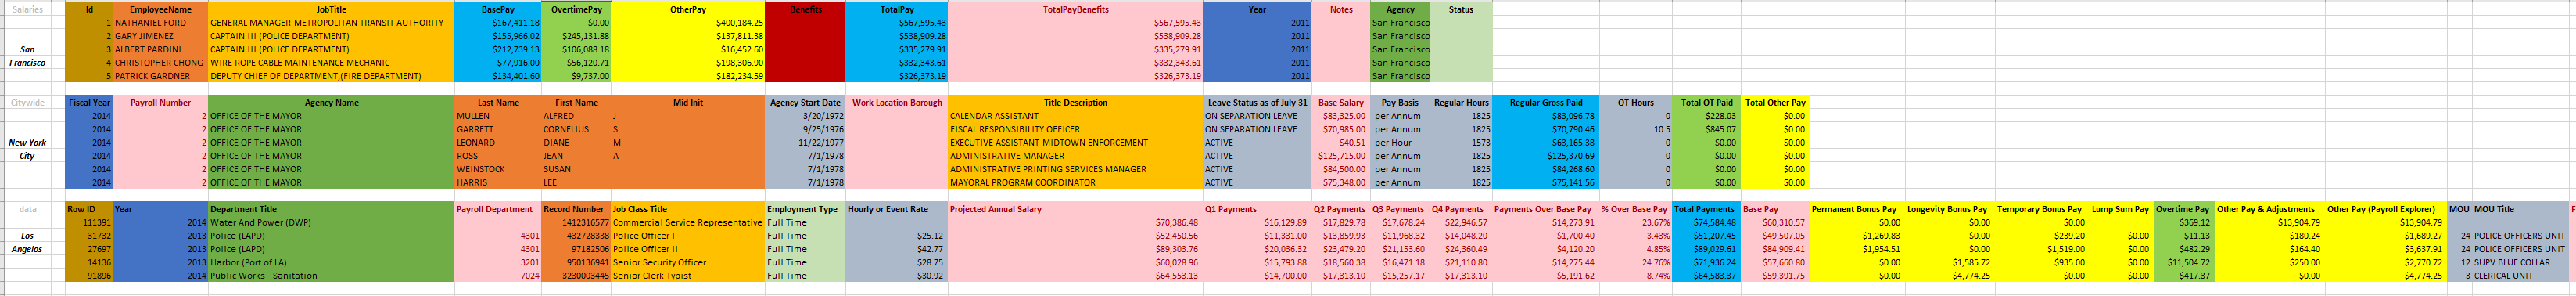 Salaries Id EmployeeName JobTitle BasePay OvertimePay OtherPay Benefits TotalPay TotalPayBenefits Year Notes Agency Status
1 NATHANIEL FORD GENERAL MANAGER-METROPOLITAN TRANSIT AUTHORITY $167,411.18 $0.00 $400,184.25 $567,595.43 $567,595.43 2011 San Francisco
2 GARY JIMENEZ CAPTAIN III (POLICE DEPARTMENT) $155,966.02 $245,131.88 $137,811.38 $538,909.28 $538,909.28 2011 San Francisco
San 3 ALBERT PARDINI CAPTAIN III (POLICE DEPARTMENT) $212,739.13 $106,088.18 $16,452.60 $335,279.91 $335,279.91 2011 San Francisco
Francisco 4 CHRISTOPHER CHONG WIRE ROPE CABLE MAINTENANCE MECHANIC $77,916.00 $56,120.71 $198,306.90 $332,343.61 $332,343.61 2011 San Francisco
5 PATRICK GARDNER DEPUTY CHIEF OF DEPARTMENT,(FIRE DEPARTMENT) $134,401.60 $9,737.00 $182,234.59 $326,373.19 $326,373.19 2011 San Francisco
Citywide Fiscal Year Payroll Number Agency Name Last Name First Name Mid Init Agency Start Date Work Location Borough Title Description Leave Status as of July 31 Base Salary Pay Basis Regular Hours Regular Gross Paid OT Hours Total OT Paid Total Other Pay
2014 2 OFFICE OF THE MAYOR MULLEN ALFRED J 3/20/1972 CALENDAR ASSISTANT ON SEPARATION LEAVE $83,325.00 per Annum 1825 $83,096.78 0 $228.03 $0.00
2014 2 OFFICE OF THE MAYOR GARRETT CORNELIUS S 9/25/1976 FISCAL RESPONSIBILITY OFFICER ON SEPARATION LEAVE $70,985.00 per Annum 1825 $70,790.46 10.5 $845.07 $0.00
New York 2014 2 OFFICE OF THE MAYOR LEONARD DIANE M 11/22/1977 EXECUTIVE ASSISTANT-MIDTOWN ENFORCEMENT ACTIVE $40.51 per Hour 1573 $63,165.38 0 $0.00 $0.00
City 2014 2 OFFICE OF THE MAYOR ROSS JEAN A 7/1/1978 ADMINISTRATIVE MANAGER ACTIVE $125,715.00 per Annum 1825 $125,370.69 0 $0.00 $0.00
2014 2 OFFICE OF THE MAYOR WEINSTOCK SUSAN 7/1/1978 ADMINISTRATIVE PRINTING SERVICES MANAGER ACTIVE $84,500.00 per Annum 1825 $84,268.60 0 $0.00 $0.00
2014 2 OFFICE OF THE MAYOR HARRIS LEE 7/1/1978 MAYORAL PROGRAM COORDINATOR ACTIVE $75,348.00 per Annum 1825 $75,141.56 0 $0.00 $0.00
data Row ID Year Department Title Payroll Department Record Number Job Class Title Employment Type Hourly or Event Rate Projected Annual Salary Q1 Payments Q2 Payments Q3 Payments Q4 Payments Payments Over Base Pay % Over Base Pay Total Payments Base Pay Permanent Bonus Pay Longevity Bonus Pay Temporary Bonus Pay Lump Sum Pay Overtime Pay Other Pay & Adjustments Other Pay (Payroll Explorer) MOU MOU Title
111391 2014 Water And Power (DWP) 1412316577 Commercial Service Representative Full Time $70,386.48 $16,129.89 $17,829.78 $17,678.24 $22,946.57 $14,273.91 23.67% $74,584.48 $60,310.57 $0.00 $0.00 $0.00 $369.12 $13,904.79 $13,904.79
Los 31732 2013 Police (LAPD) 4301 432728338 Police Officer I Full Time $25.12 $52,450.56 $11,331.00 $13,859.93 $11,968.32 $14,048.20 $1,700.40 3.43% $51,207.45 $49,507.05 $1,269.83 $0.00 $239.20 $0.00 $11.13 $180.24 $1,689.27 24 POLICE OFFICERS UNIT
Angelos 27697 2013 Police (LAPD) 4301 97182506 Police Officer II Full Time $42.77 $89,303.76 $20,036.32 $23,479.20 $21,153.60 $24,360.49 $4,120.20 4.85% $89,029.61 $84,909.41 $1,954.51 $0.00 $1,519.00 $0.00 $482.29 $164.40 $3,637.91 24 POLICE OFFICERS UNIT
14136 2013 Harbor (Port of LA) 3201 950136941 Senior Security Officer Full Time $28.75 $60,028.96 $15,793.88 $18,560.38 $16,471.18 $21,110.80 $14,275.44 24.76% $71,936.24 $57,660.80 $0.00 $1,585.72 $935.00 $0.00 $11,504.72 $250.00 $2,770.72 12 SUPV BLUE COLLAR
91896 2014 Public Works - Sanitation 7024 3230003445 Senior Clerk Typist Full Time $30.92 $64,553.13 $14,700.00 $17,313.10 $15,257.17 $17,313.10 $5,191.62 8.74% $64,583.37 $59,391.75 $0.00 $4,774.25 $0.00 $0.00 $417.37 $0.00 $4,774.25 3 CLERICAL UNIT